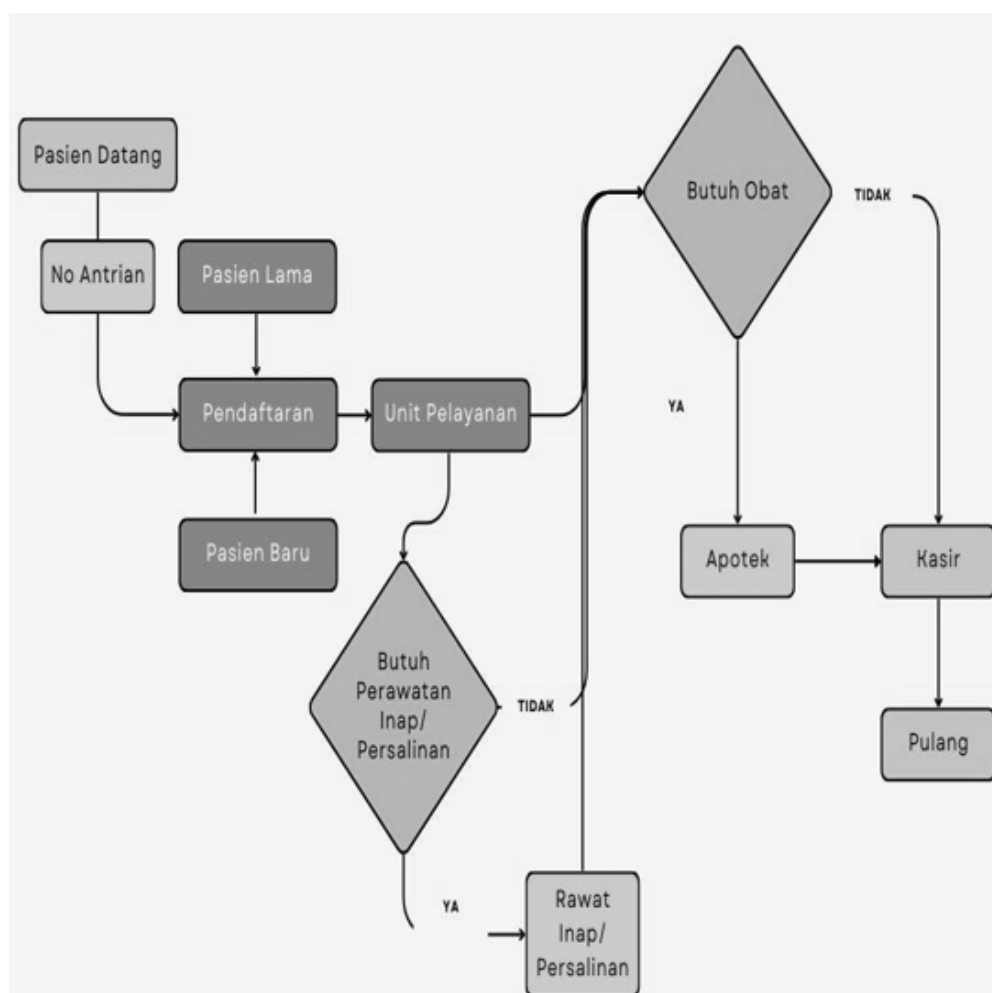 Pasien Datang
No Antrian
Pasien Lama
Pendaftaran
Unit Pelayanan
Pasien Baru
Butuh
Perawatan
Inap/
Persalinan
TIDAK
YA
Rawat
Inap/
Persalinan
Butuh Obat
TIDAK
YA
Apotek
Kasir
Pulang